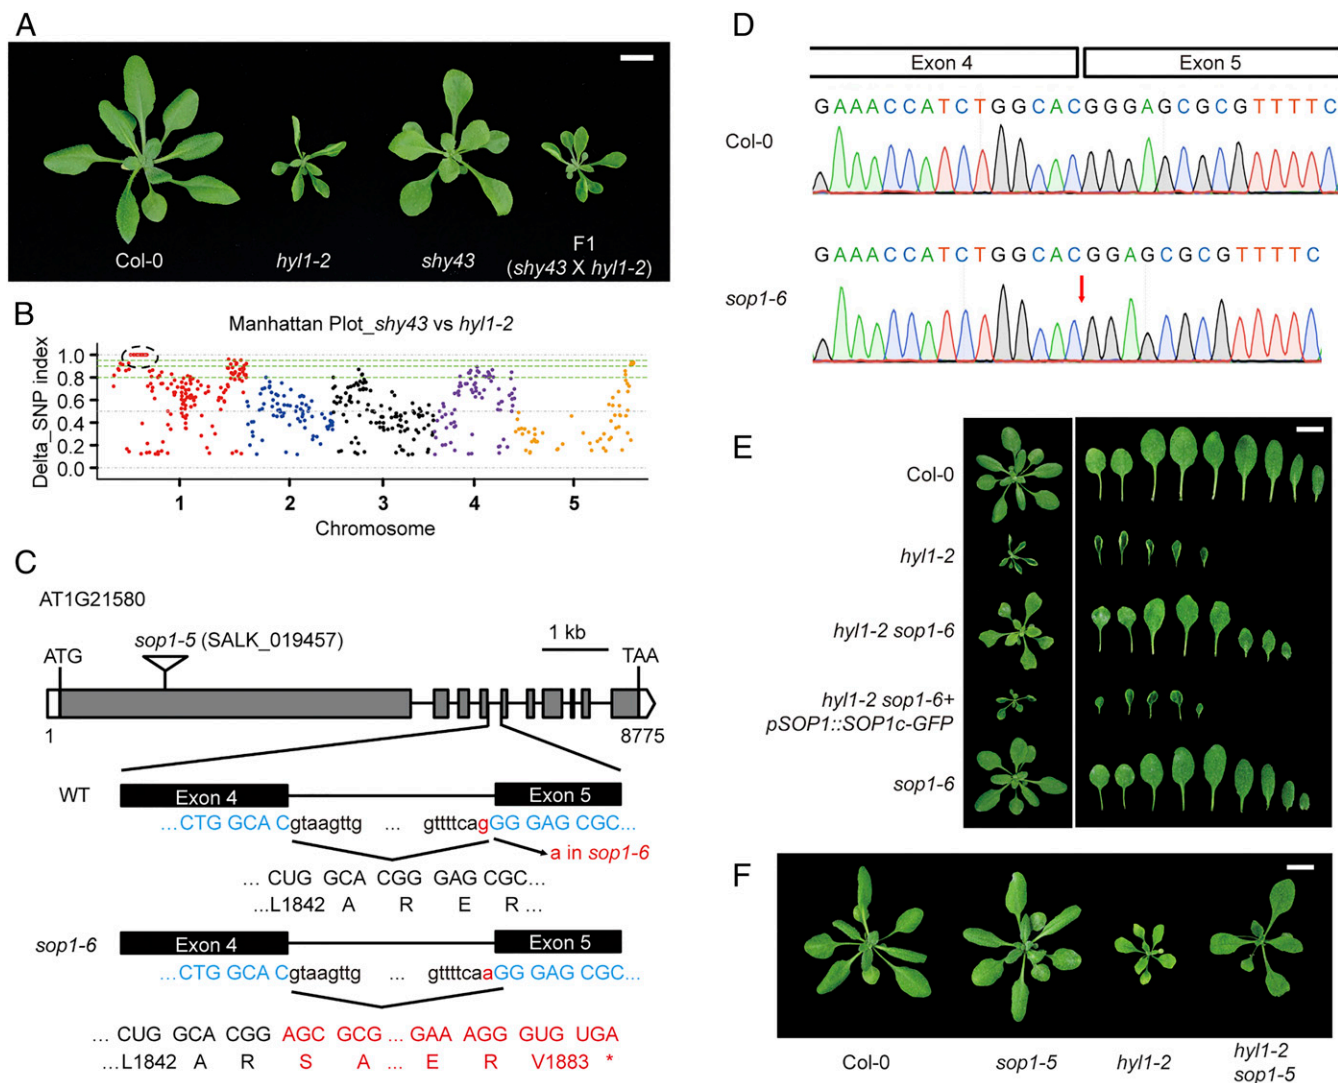 A
Col-0
hyl1-2
shy43
F1
(shy43 X hyl1-2)
B
Manhattan Plot_shy43 vs hyl1-2
Delta_SNP index
1.0
0.8
0.6
0.4
0.2
0.0
1 2 3 4 5
Chromosome
C
AT1G21580
sop1-5 (SALK_019457)
1 kb
ATG
TAA
1
8775
WT
Exon 4
Exon 5
...CTG GCA Cgtaagttg ... gttttcagGG GAG CGC...
a in sop1-6
... CUG GCA CGG GAG CGC...
...L1842 A R E R...
sop1-6
Exon 4
Exon 5
...CTG GCA Cgtaagttg ... gttttcaaGG GAG CGC...
... CUG GCA CGG AGC GCG ... GAA AGG GUG UGA
...L1842 A R S A ... E R V1883 *
D
Exon 4
Exon 5
GAAACCATCTGGCACGGGAGCGCGTTTTC
Col-0
GAAACCATCTGGCACGGAGCGCGTTTTC
sop1-6
E
Col-0
hyl1-2
hyl1-2 sop1-6
hyl1-2 sop1-6+
pSOP1::SOP1c-GFP
sop1-6
F
Col-0
sop1-5
hyl1-2
hyl1-2
sop1-5